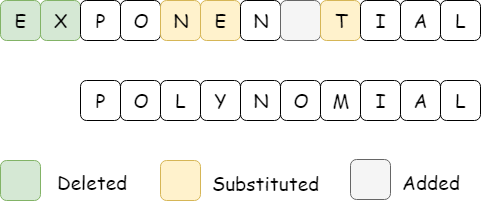 E X P O N E N T I A L
P O L Y N O M I A L
Deleted Substituted Added